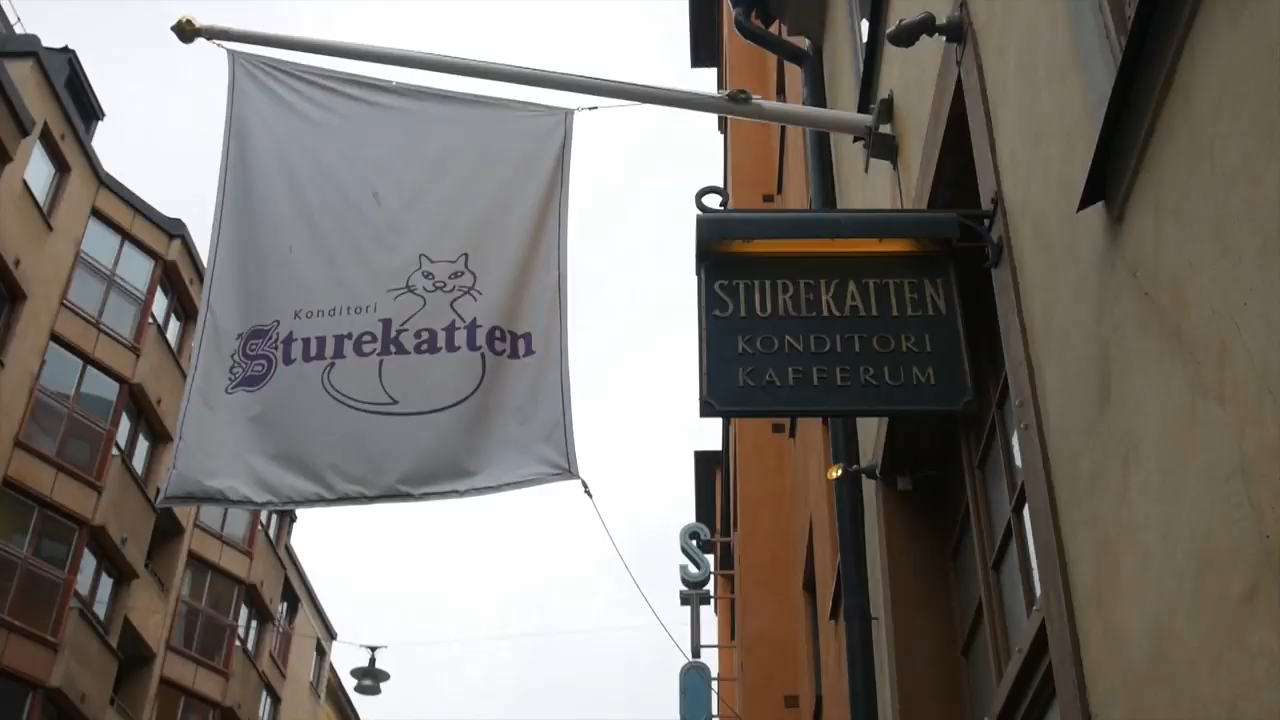 Konditori
Sturekatten
STUREKATTEN
KONDITORI
KAFFERUM